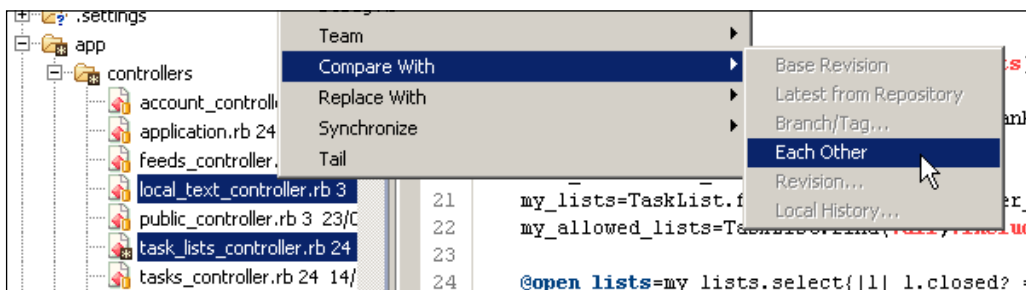 .settings
app
controllers
account_controll
application.rb 24
feeds_controller.
local_text_controller.rb 3
public_controller.rb 3 23/0
task_lists_controller.rb 24
tasks_controller.rb 24 14/
Team
Compare With
Replace With
Synchronize
Tail
Base Revision
Latest from Repository
Branch/Tag...
Each Other
Revision...
Local History...
21 my_lists=TaskList.f
22 my_allowed_lists=
23
24 @open_lists=my_lists.select{|l| l.closed? =